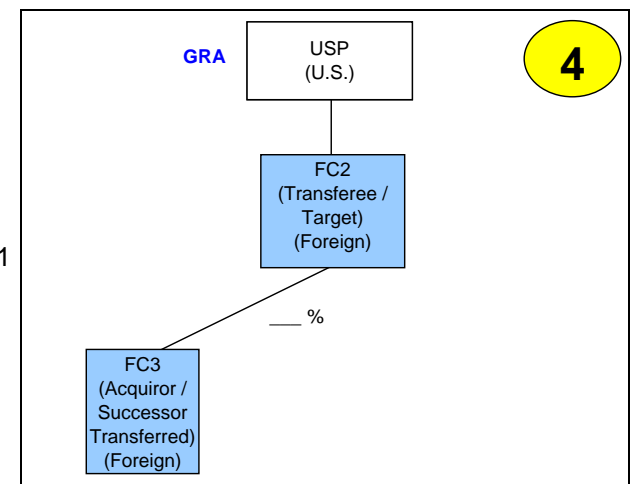 GRA
USP
(U.S.)
4
FC2
(Transferee /
Target)
(Foreign)
1
___ %
FC3
(Acquiror /
Successor
Transferred)
(Foreign)